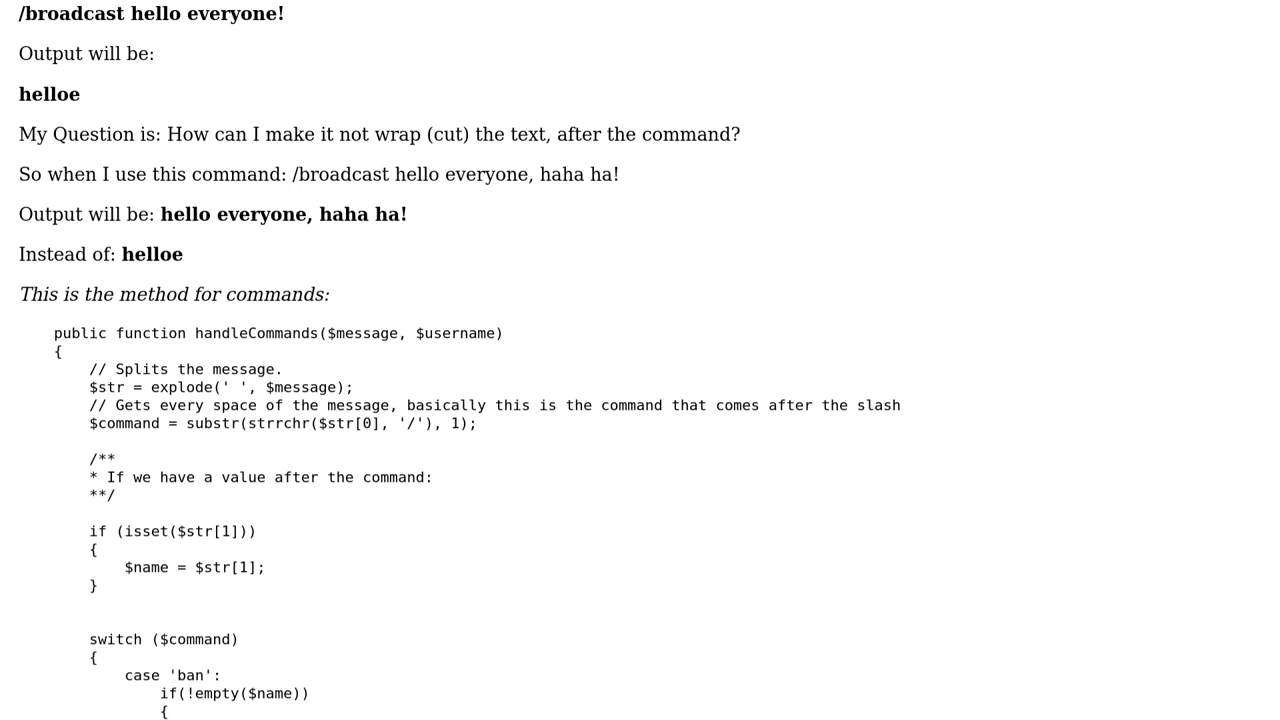 /broadcast hello everyone!
Output will be:
helloe
My Question is: How can I make it not wrap (cut) the text, after the command?
So when I use this command: /broadcast hello everyone, haha ha!
Output will be: hello everyone, haha ha!
Instead of: helloe
This is the method for commands:
public function handleCommands($message, $username)
{
// Splits the message.
$str = explode(' ', $message);
// Gets every space of the message, basically this is the command that comes after the slash
$command = substr(strrchr($str[0], '/'), 1);
/**
* If we have a value after the command:
**/
if (isset($str[1]))
{
$name = $str[1];
}
switch ($command)
{
case 'ban':
if(!empty($name))
{